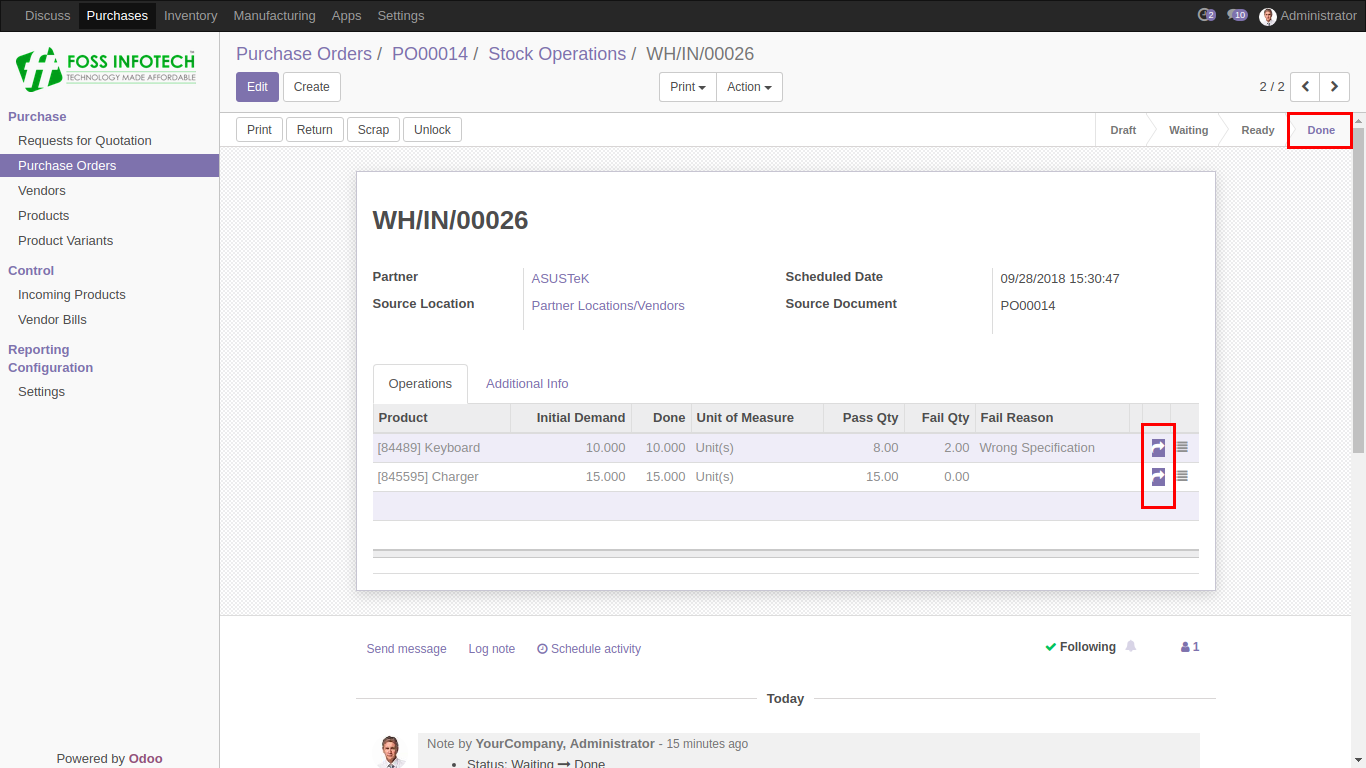 Discuss Purchases Inventory Manufacturing Apps Settings 2 10 Administrator
FOSS INFOTECH
TECHNOLOGY MADE AFFORDABLE
Purchase Orders / PO00014 / Stock Operations / WH/IN/00026
Edit Create Print Action 2 / 2
Print Return Scrap Unlock Draft Waiting Ready Done
Purchase
Requests for Quotation
Purchase Orders
Vendors
Products
Product Variants
Control
Incoming Products
Vendor Bills
Reporting
Configuration
Settings
Powered by Odoo
WH/IN/00026
Partner ASUSTeK Scheduled Date 09/28/2018 15:30:47
Source Location Partner Locations/Vendors Source Document PO00014
Operations Additional Info
Product Initial Demand Done Unit of Measure Pass Qty Fail Qty Fail Reason
[84489] Keyboard 10.000 10.000 Unit(s) 8.00 2.00 Wrong Specification
[845595] Charger 15.000 15.000 Unit(s) 15.00 0.00
Send message Log note Schedule activity Following 1
Today
Note by YourCompany, Administrator - 15 minutes ago
• Status: Waiting → Done